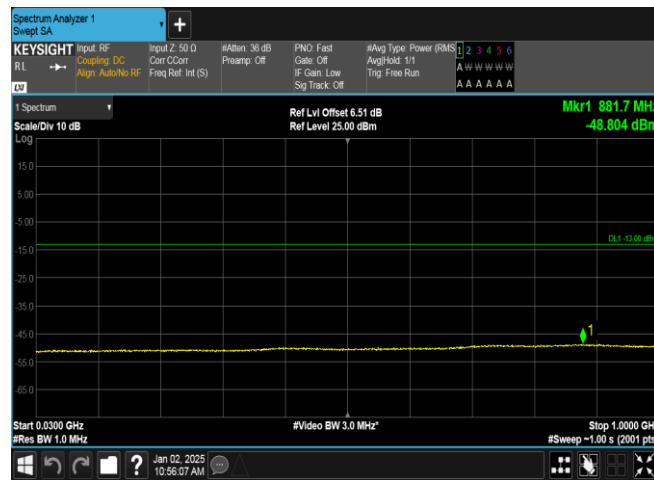 Spectrum Analyzer 1
Swept SA
+
KEYSIGHT Input: RF Input Z: 50 Ω #Atten: 36 dB PNO: Fast #Avg Type: Power (RMS 1 2 3 4 5 6
RL Coupling: DC Corr CCorr Preamp: Off Gate: Off Avg|Hold: 1/1 A W W W W W
Align: Auto/No RF Freq Ref: Int (S) IF Gain: Low Trig: Free Run
Sig Track: Off A A A A A A
LXI
1 Spectrum Ref Lvl Offset 6.51 dB Mkr1 881.7 MHz
Scale/Div 10 dB Ref Level 25.00 dBm -48.804 dBm
Log
15.0
5.00
-5.00
DL1 -13.00 dBm
-15.0
-25.0
-35.0
1
-45.0
-55.0
-65.0
Start 0.0300 GHz #Video BW 3.0 MHz* Stop 1.0000 GH
#Res BW 1.0 MHz #Sweep ~1.00 s (2001 pts
? Jan 02, 2025
10:56:07 AM